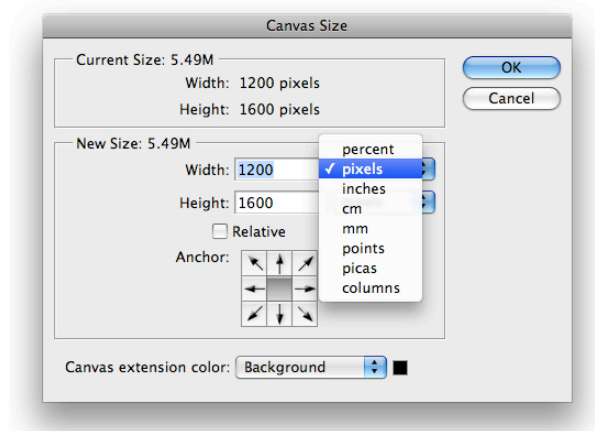 Canvas Size
Current Size: 5.49M
Width: 1200 pixels
Height: 1600 pixels
OK
Cancel
New Size: 5.49M
Width: 1200
Height: 1600
percent
✓ pixels
inches
cm
mm
points
picas
columns
Relative
Anchor:
Canvas extension color: Background